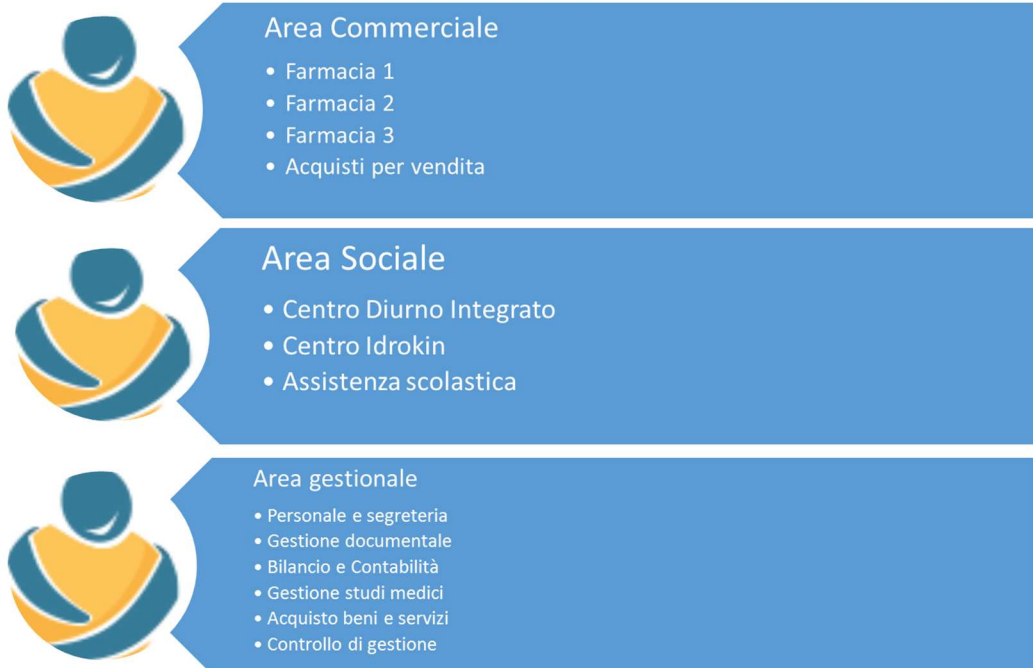 Area Commerciale
• Farmacia 1
• Farmacia 2
• Farmacia 3
• Acquisti per vendita
Area Sociale
• Centro Diurno Integrato
• Centro Idrokin
• Assistenza scolastica
Area gestionale
• Personale e segreteria
• Gestione documentale
• Bilancio e Contabilità
• Gestione studi medici
• Acquisto beni e servizi
• Controllo di gestione